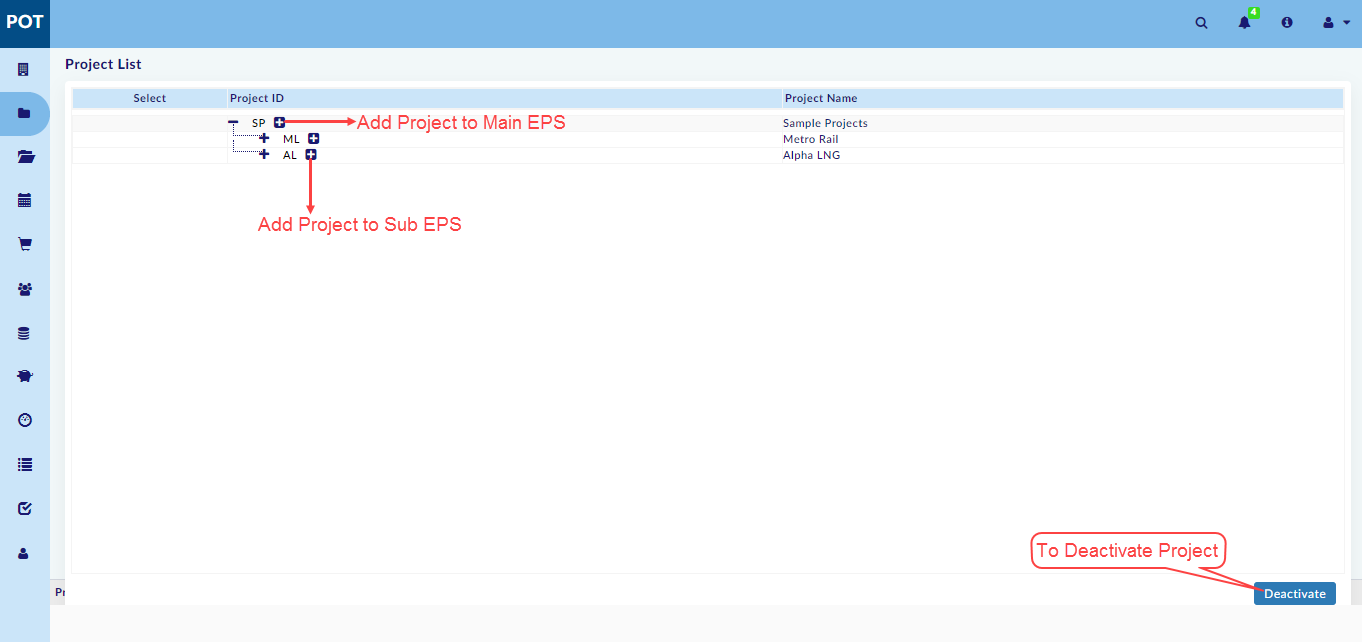 POT
4
Project List
Select Project ID Project Name
SP Add Project to Main EPS Sample Projects
ML Metro Rail
AL Alpha LNG
Add Project to Sub EPS
To Deactivate Project
Pr
Deactivate